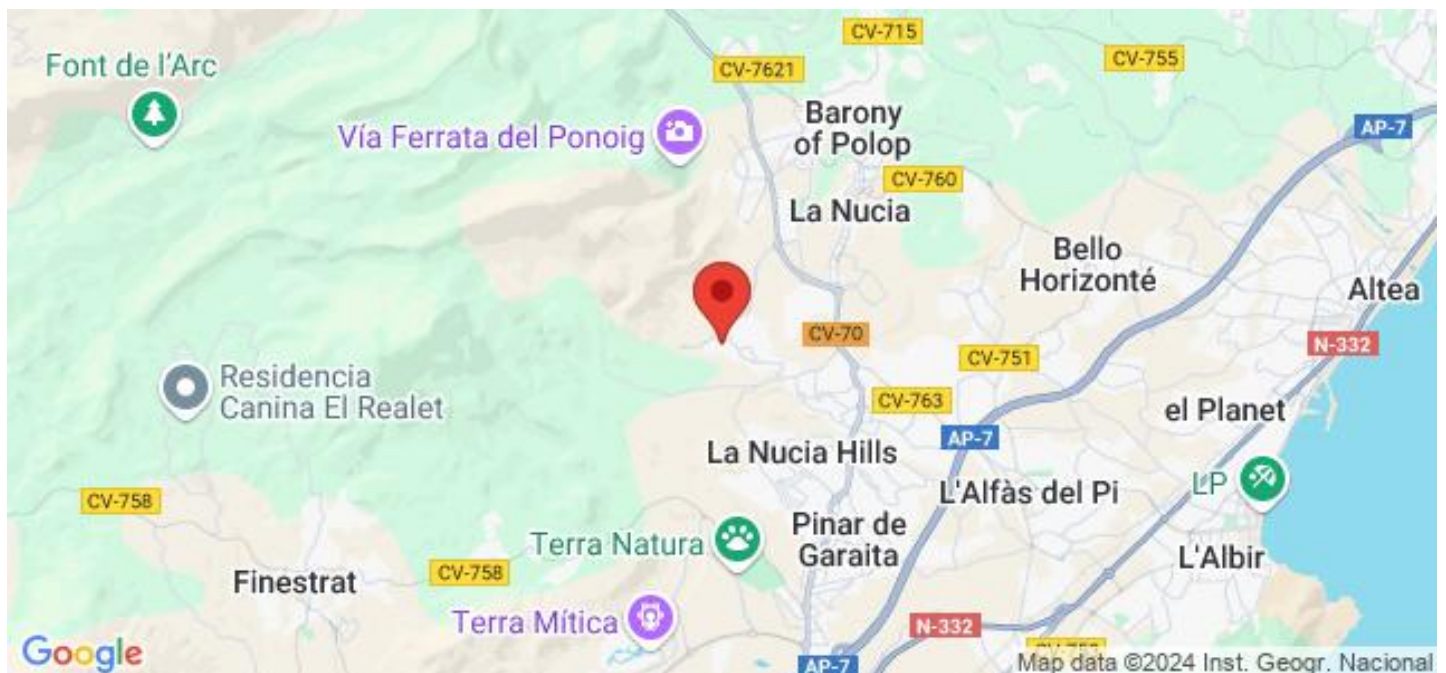 CV-715
CV-755
Font de l'Arc
CV-7621
Barony
of Polop
AP-7
Vía Ferrata del Ponoig
CV-760
La Nucia
Bello
Horizonté
Altea
CV-70
N-332
CV-751
Residencia
Canina El Realet
CV-763
el Planet
AP-7
La Nucia Hills
LP
CV-758
L'Alfàs del Pi
Pinar de
Garaita
Terra Natura
L'Albir
CV-758
Finestrat
Terra Mítica
N-332
Google
AP-7
Map data ©2024 Inst. Geogr. Nacional